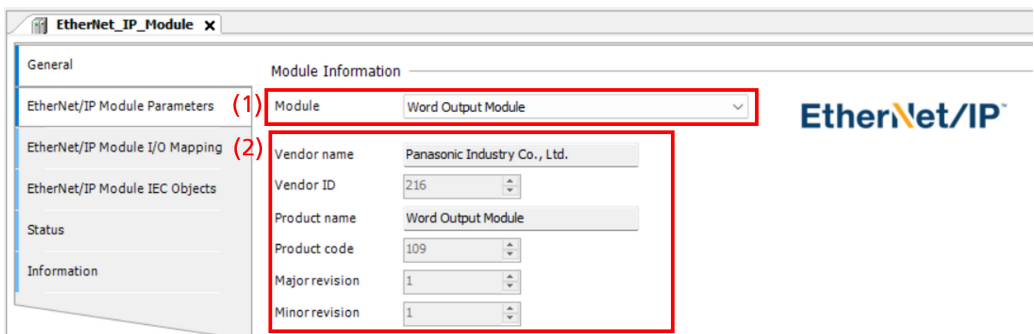 EtherNet_IP_Module X
General
Module Information
EtherNet/IP Module Parameters
(1) Module Word Output Module
EtherNet/IP™
EtherNet/IP Module I/O Mapping
(2) Vendor name Panasonic Industry Co., Ltd.
Vendor ID 216
EtherNet/IP Module IEC Objects
Product name Word Output Module
Status
Product code 109
Information
Major revision 1
Minor revision 1